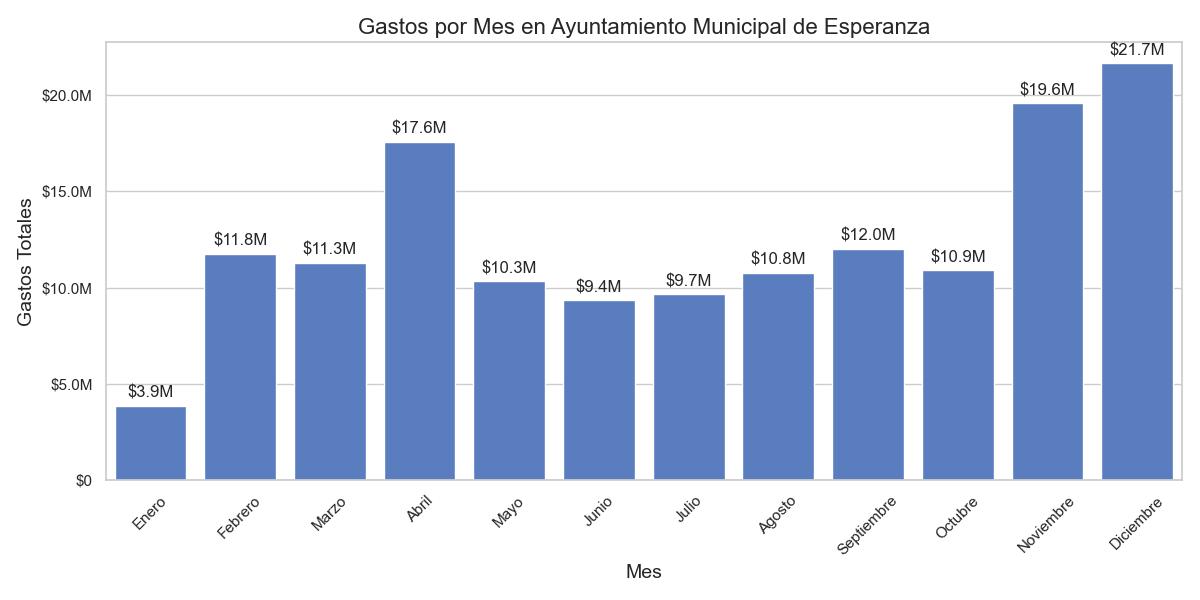 Gastos por Mes en Ayuntamiento Municipal de Esperanza
Gastos Totales
$20.0M
$15.0M
$10.0M
$5.0M
$0
$3.9M
$11.8M
$11.3M
$17.6M
$10.3M
$9.4M
$9.7M
$10.8M
$12.0M
$10.9M
$19.6M
$21.7M
Enero
Febrero
Marzo
Abril
Mayo
Junio
Julio
Agosto
Septiembre
Octubre
Noviembre
Diciembre
Mes